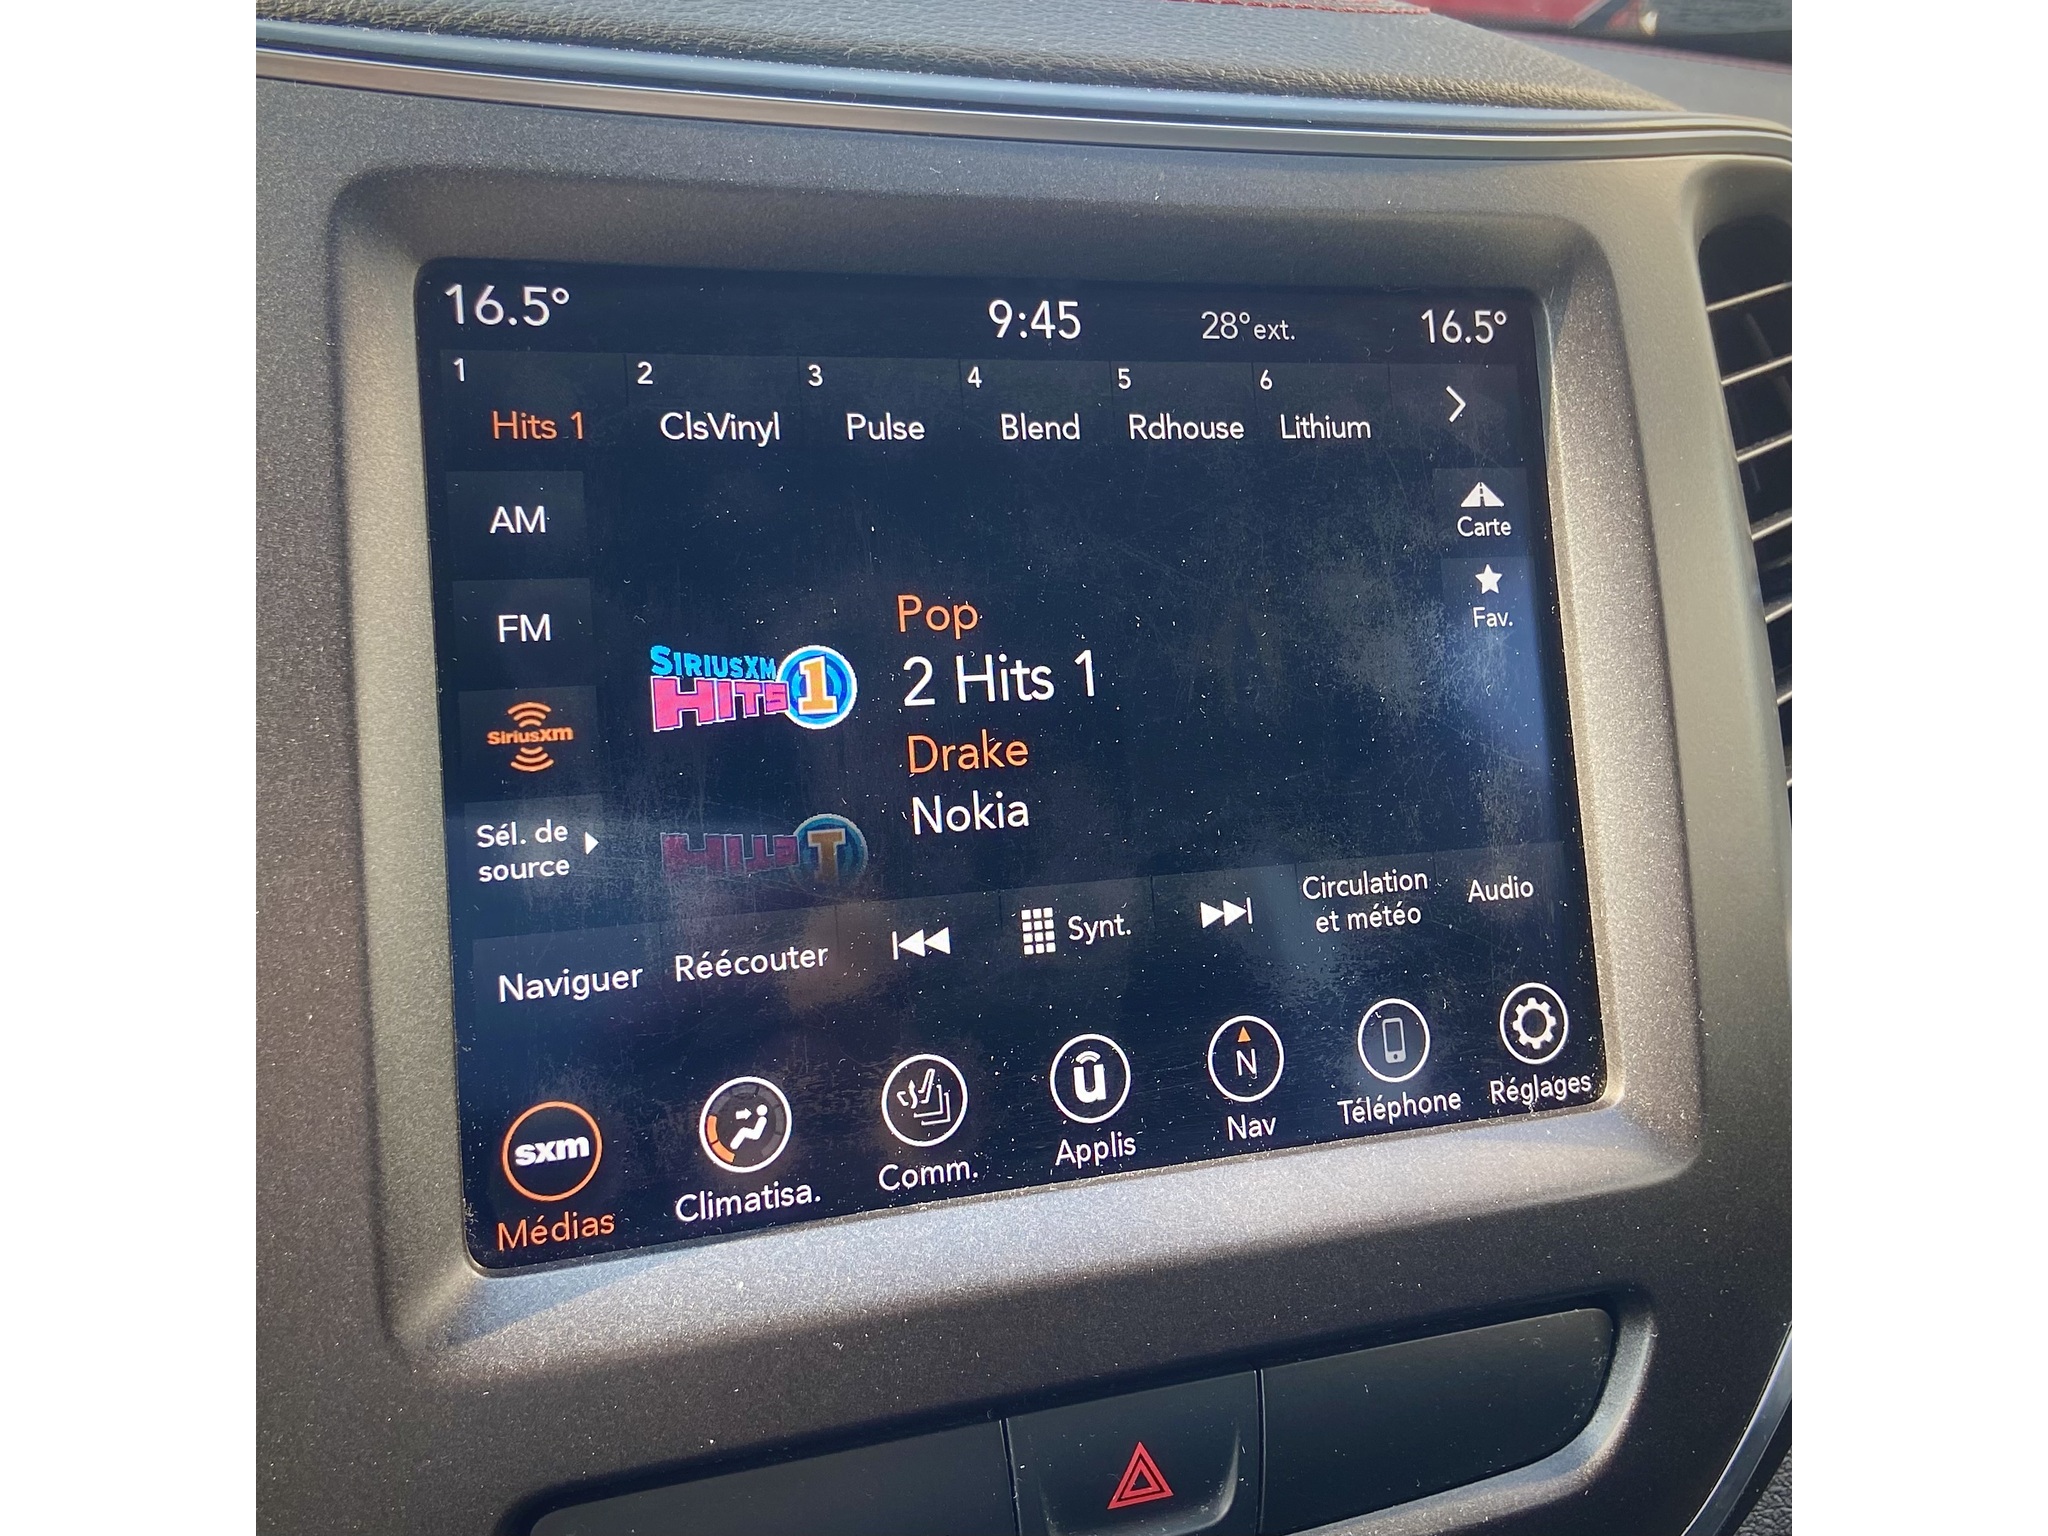 16.5° 9:45 28° ext. 16.5°
1 2 3 4 5 6
Hits 1 ClsVinyl Pulse Blend Rdhouse Lithium
AM
Carte
FM
Fav.
SiriusXM
Sél. de
source
SIRIUSXM
HITS 1
Pop
2 Hits 1
Drake
Nokia
Naviguer Réécouter Synt. Circulation
et météo Audio
sxm
N
Médias Climatisa. Comm. Applis Nav Téléphone Réglages